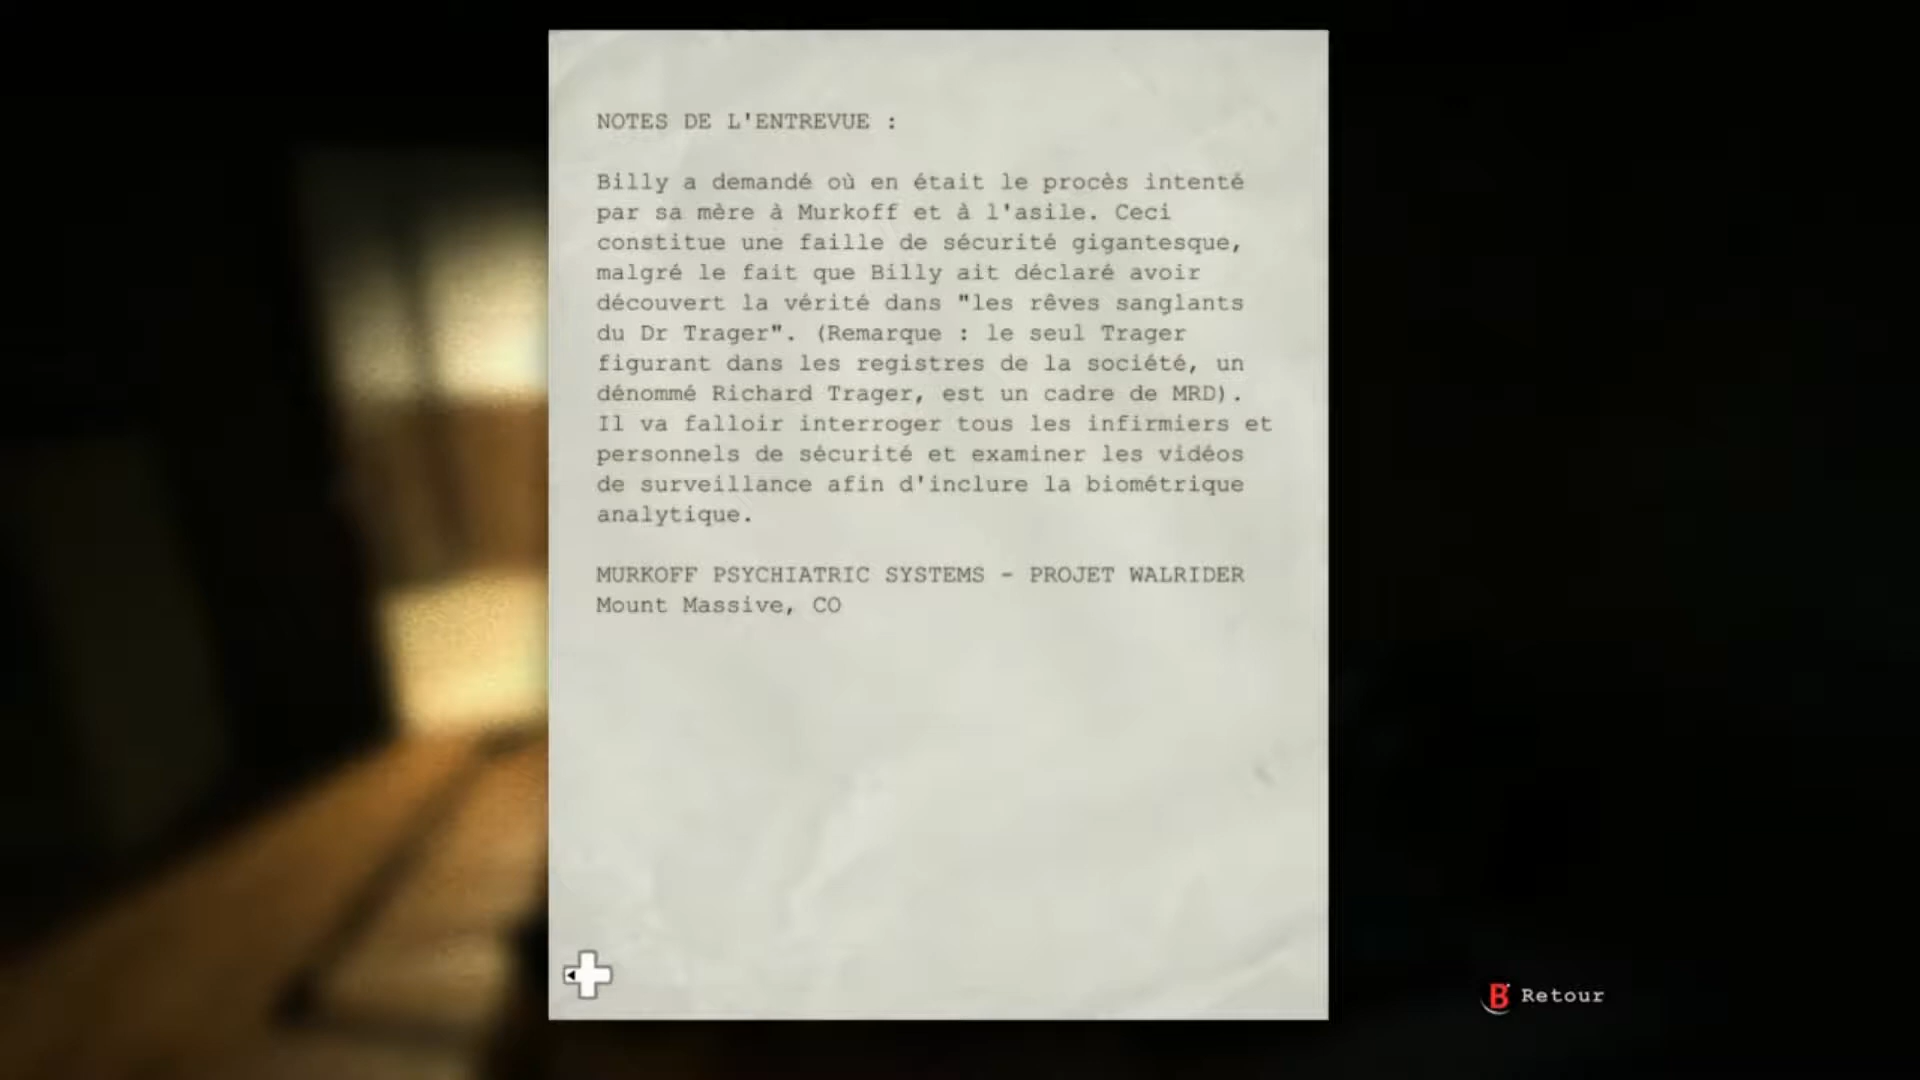 NOTES DE L'ENTREVUE :
Billy a demandé où en était le procès intenté
par sa mère à Murkoff et à l'asile. Ceci
constitue une faille de sécurité gigantesque,
malgré le fait que Billy ait déclaré avoir
découvert la vérité dans "les rêves sanglants
du Dr Trager". (Remarque : le seul Trager
figurant dans les registres de la société, un
dénommé Richard Trager, est un cadre de MRD).
Il va falloir interroger tous les infirmiers et
personnels de sécurité et examiner les vidéos
de surveillance afin d'inclure la biométrique
analytique.
MURKOFF PSYCHIATRIC SYSTEMS - PROJET WALRIDER
Mount Massive, CO
B Retour